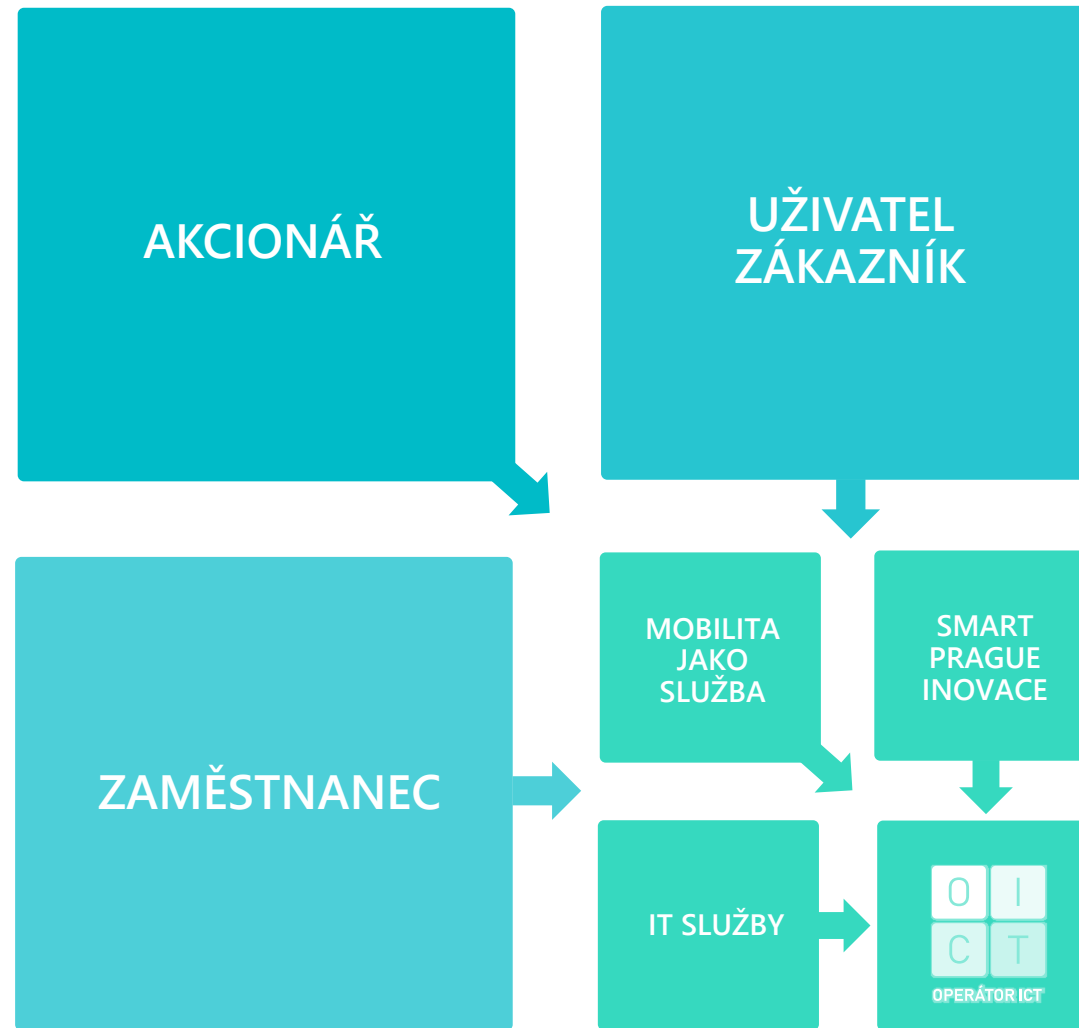 AKCIONÁŘ
UŽIVATEL
ZÁKAZNÍK
ZAMĚSTNANEC
MOBILITA
JAKO
SLUŽBA
SMART
PRAGUE
INOVACE
IT SLUŽBY
O I
C T
OPERÁTOR ICT